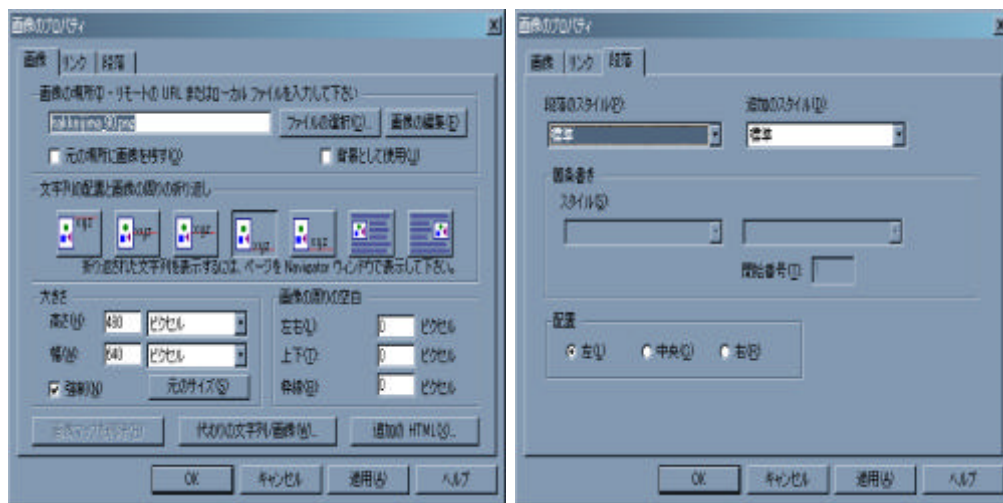 画像のプロパティ
画像 リンク 段落
画像の場所(I) - リモートの URL またはローカル ファイルを入力して下さい
ファイルの選択(C)... 画像の編集(E)
元の場所に画像を残す(O) 背景として使用(U)
文字列の配置と画像の周りの折り返し
xyz xyz xyz xyz xyz
折り返された文字列を表示するには、ページを Navigator ウィンドウで表示して下さい。
大きさ
高さ(H): 480 ピクセル
幅(W): 640 ピクセル
強制(N) 元のサイズ(S)
画像の周りの空白
左右(L): 0 ピクセル
上下(T): 0 ピクセル
枠線(B): 0 ピクセル
代わりの文字列/画像(W)... 追加の HTML(X)...
OK キャンセル 適用(A) ヘルプ
画像のプロパティ
画像 リンク 段落
段落のスタイル(P): 追加のスタイル(D):
標準 標準
箇条書き
スタイル(S):
開始番号(T): 1
配置
左(L) 中央(C) 右(R)
OK キャンセル 適用(A) ヘルプ